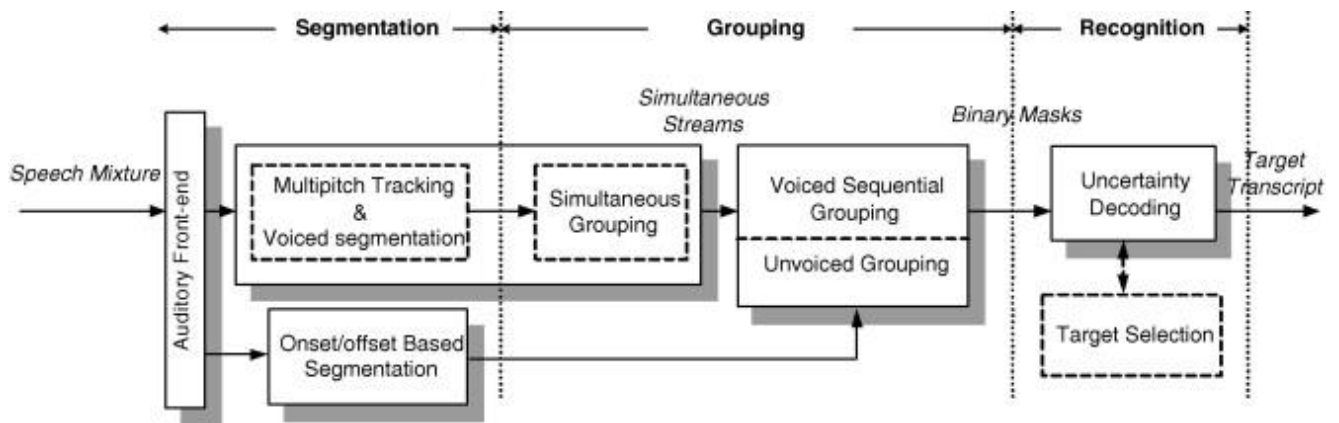 Segmentation
Grouping
Recognition
Simultaneous
Streams
Binary Masks
Speech Mixture
Auditory Front-end
Multipitch Tracking
&
Voiced segmentation
Simultaneous
Grouping
Voiced Sequential
Grouping
Unvoiced Grouping
Uncertainty
Decoding
Target
Transcript
Onset/offset Based
Segmentation
Target Selection